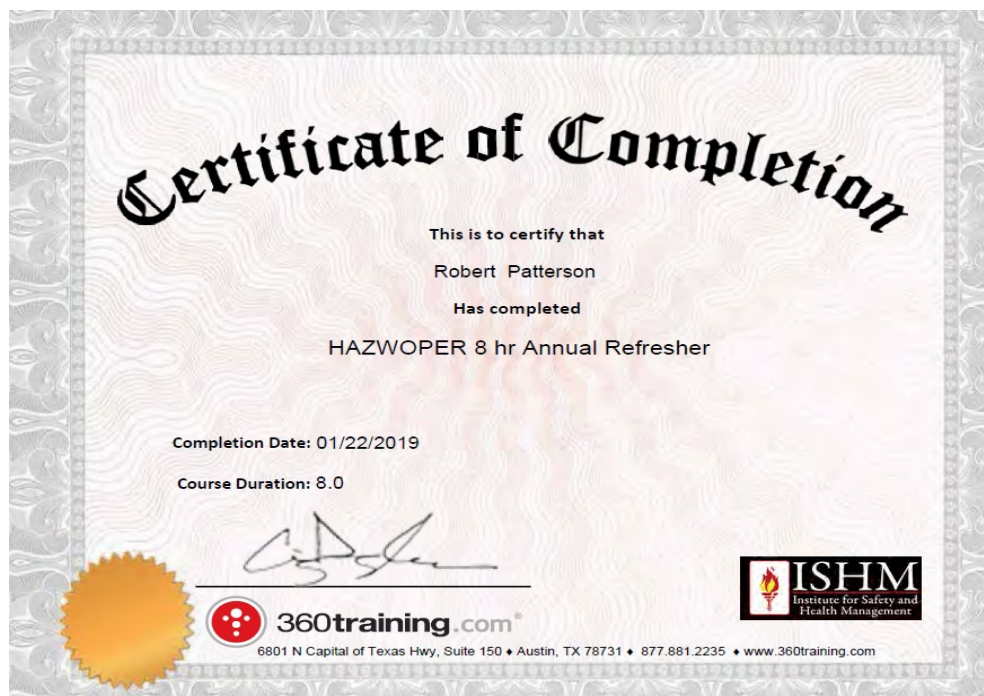 Certificate of Completion
This is to certify that
Robert Patterson
Has completed
HAZWOPER 8 hr Annual Refresher
Completion Date: 01/22/2019
Course Duration: 8.0
360training.com®
ISHM
Institute for Safety and
Health Management
6801 N Capital of Texas Hwy, Suite 150 ♦ Austin, TX 78731 ♦ 877.881.2235 ♦ www.360training.com